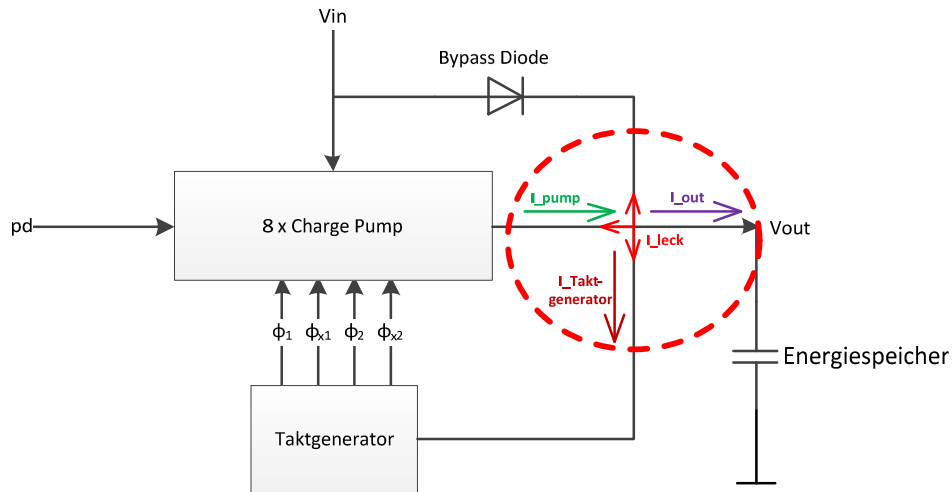 Vin
Bypass Diode
I_pump
I_out
pd
8 x Charge Pump
Vout
I_leck
I_Takt-
generator
ϕ1 ϕx1 ϕ2 ϕx2
Energiespeicher
Taktgenerator